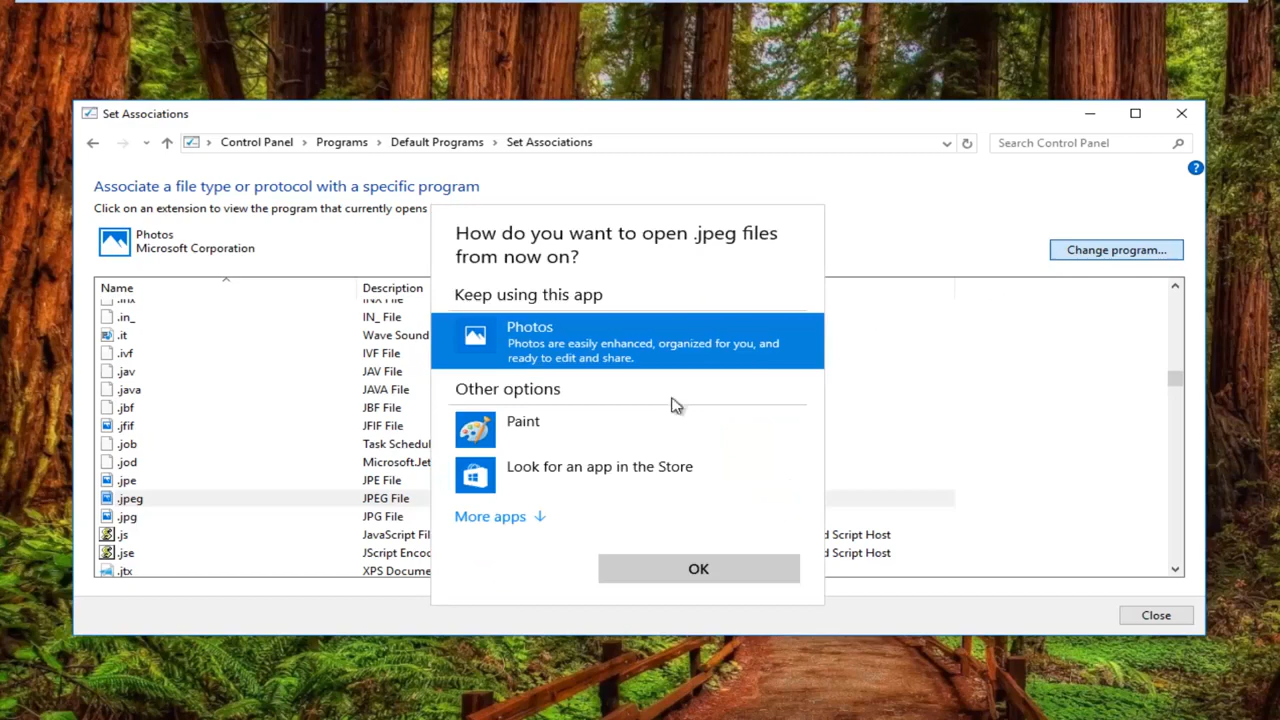 Set Associations
Control Panel > Programs > Default Programs > Set Associations
Search Control Panel
?
Associate a file type or protocol with a specific program
Click on an extension to view the program that currently opens
Photos
Microsoft Corporation
Change program...
Name Description
.inx INX File
.in_ IN_ File
.it Wave Sound
.ivf IVF File
.jav JAV File
.java JAVA File
.jbf JBF File
.jfif JFIF File
.job Task Schedu
.jod Microsoft.Jet
.jpe JPE File
.jpeg JPEG File
.jpg JPG File
.js JavaScript Fil d Script Host
.jse JScript Encod d Script Host
.jtx XPS Docume
Close
How do you want to open .jpeg files
from now on?
Keep using this app
Photos
Photos are easily enhanced, organized for you, and
ready to edit and share.
Other options
Paint
Look for an app in the Store
More apps
OK